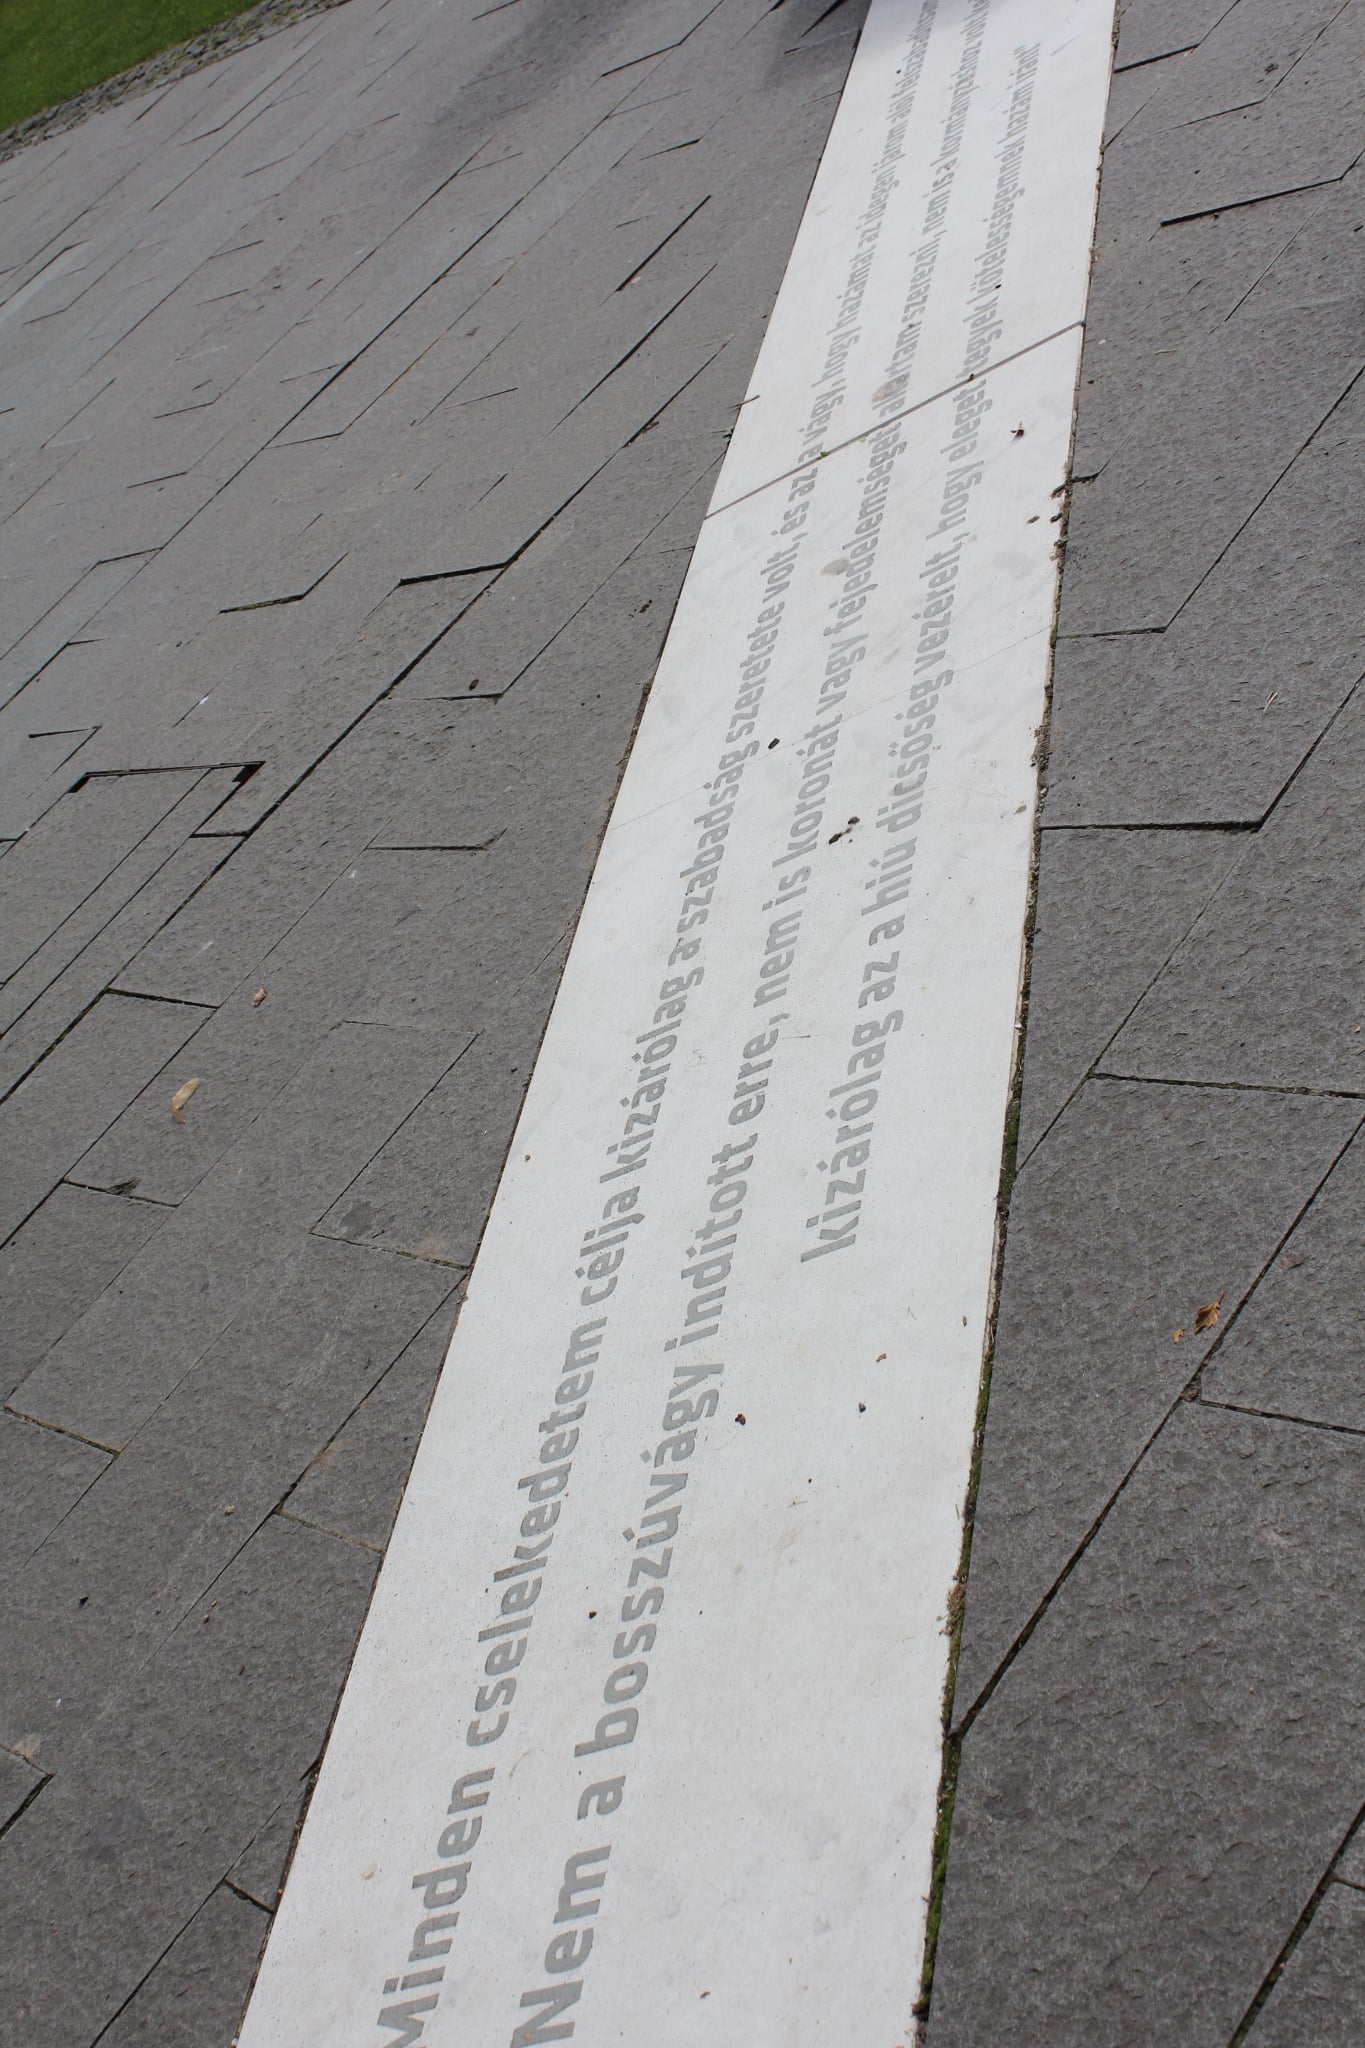 Minden cselekedetem célja kizárólag a szabadság szeretete volt, és az a vágy, hogy hazámat az idegen járom alól felszabadítsam
Nem a bosszúvágy indított erre, nem is koronát vagy fejedelemséget akartam szerezni, nem is a kormányzáshoz
kizárólag az a hiú dicsőség vezérelt, hogy eleget tegyek kötelességemnek hazám iránt"